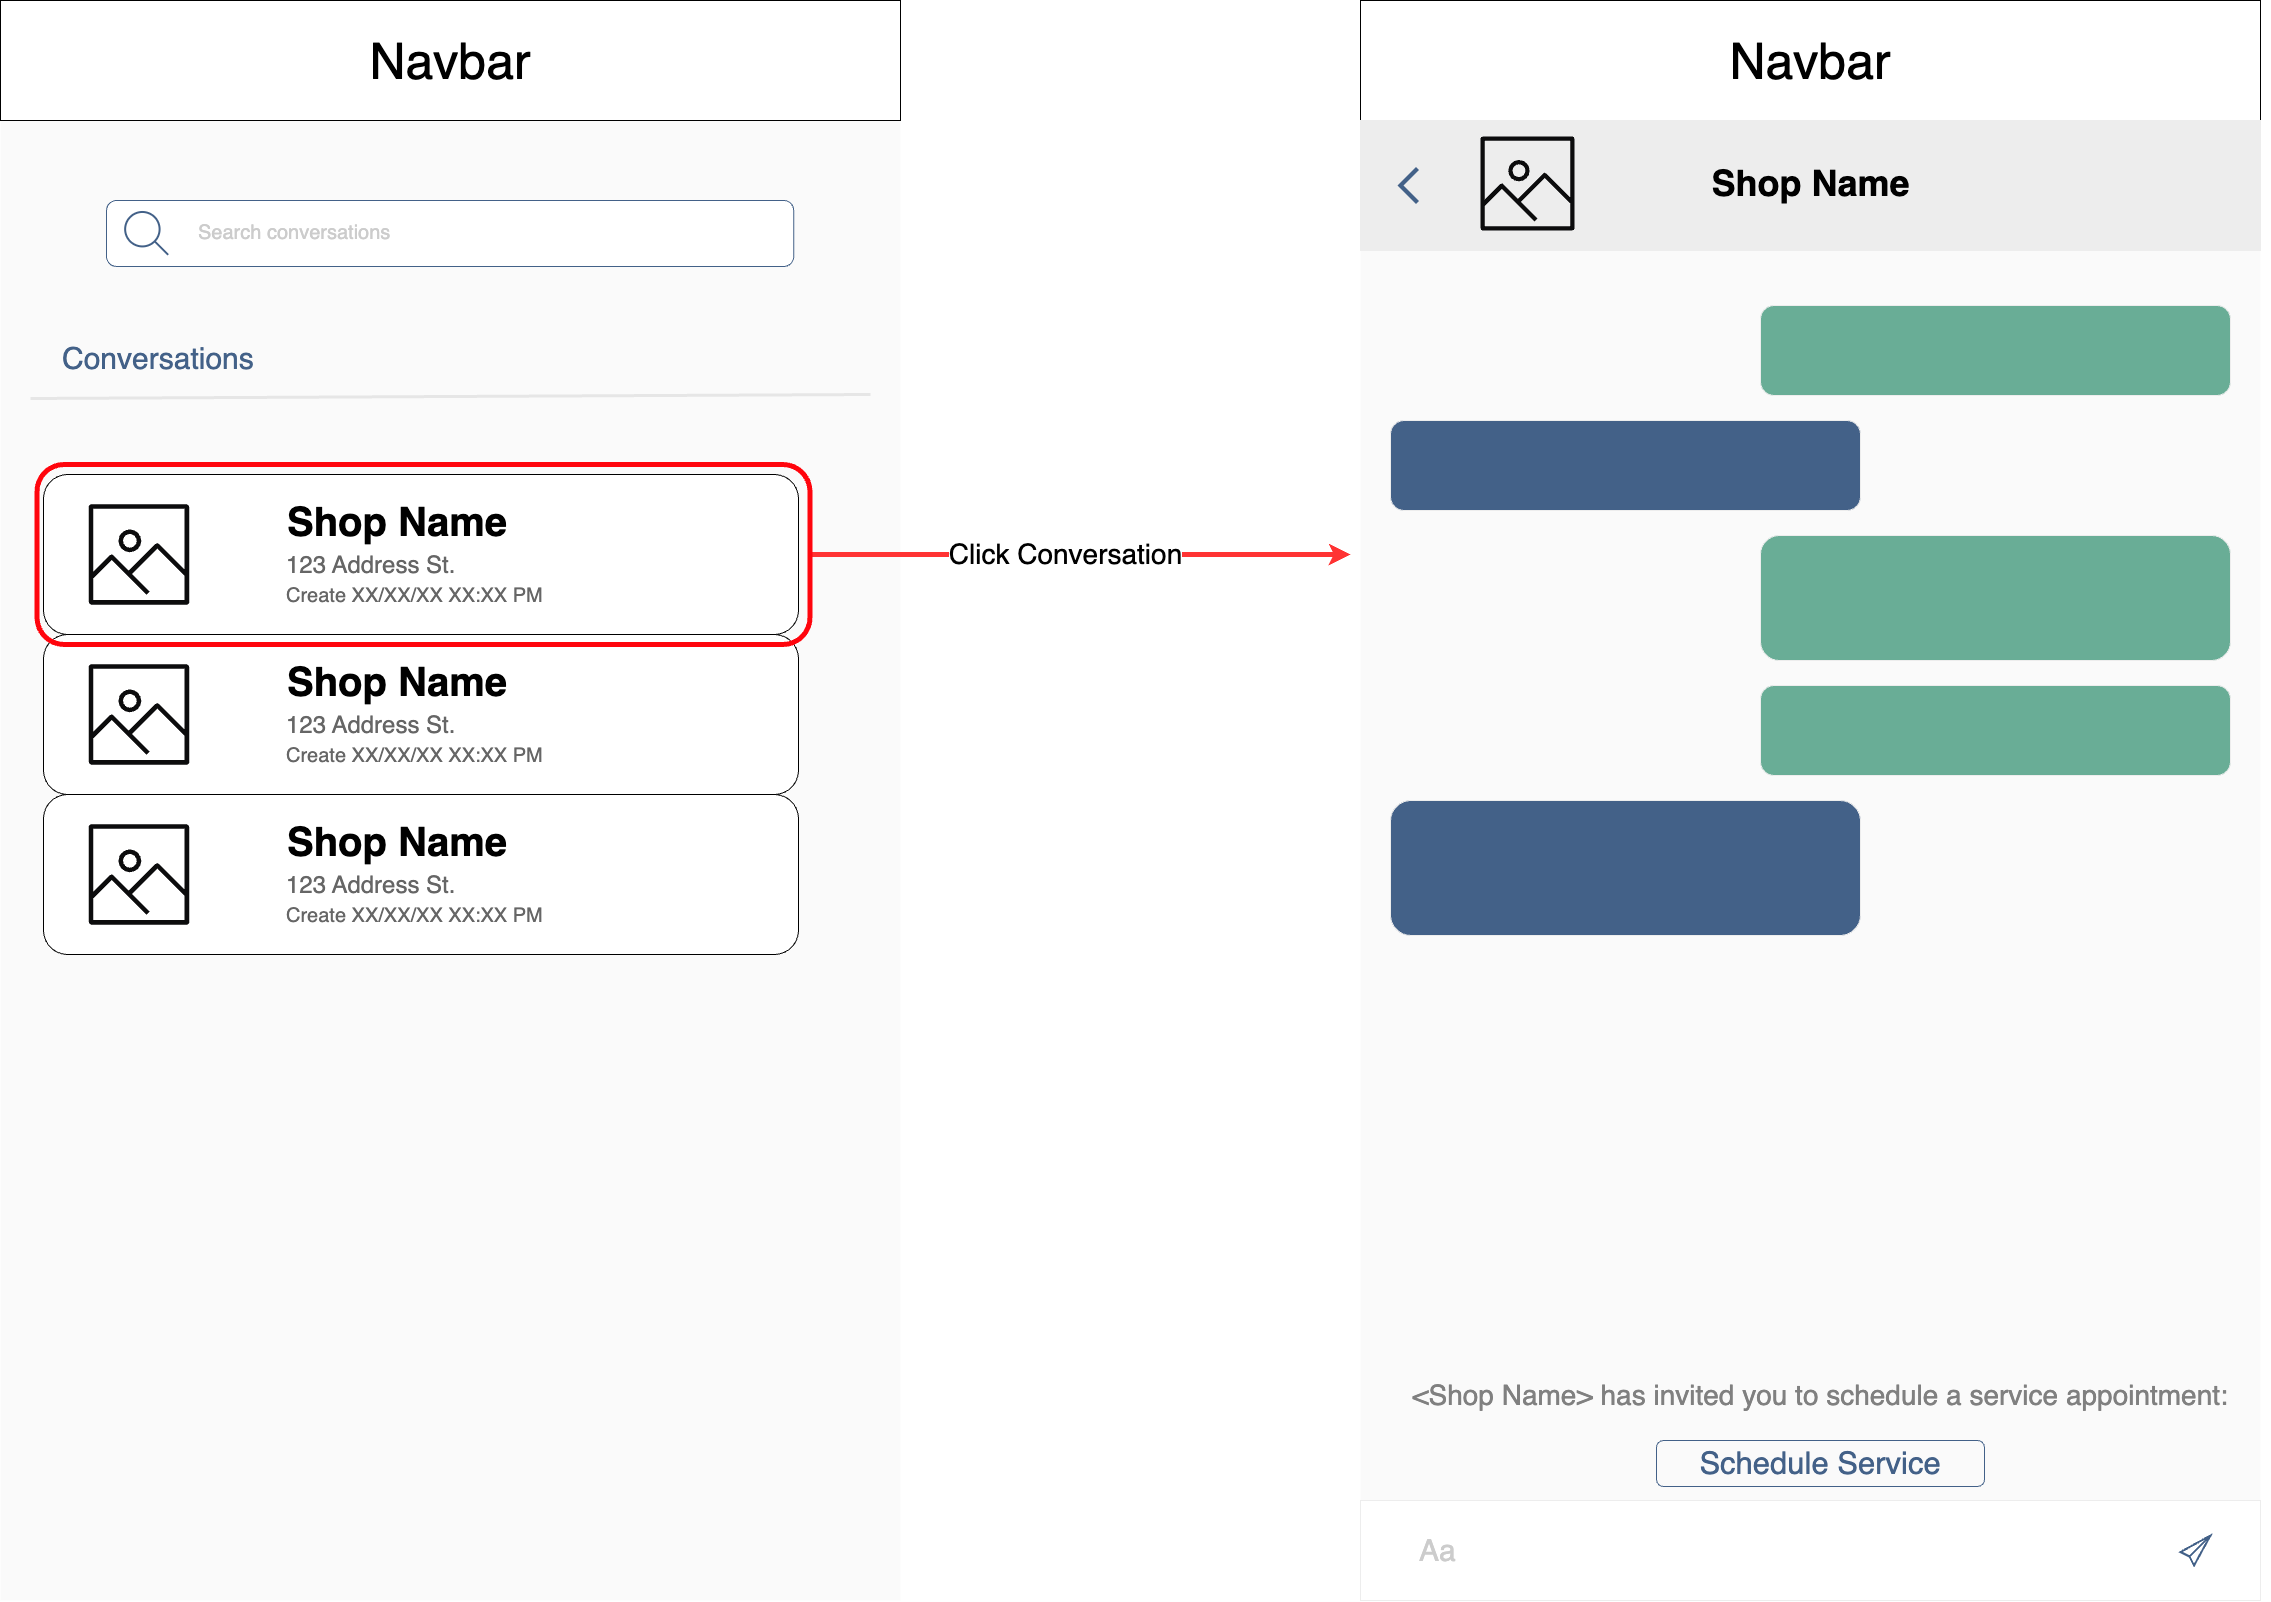 Navbar
Search conversations
Conversations
Shop Name
123 Address St.
Create XX/XX/XX XX:XX PM
Shop Name
123 Address St.
Create XX/XX/XX XX:XX PM
Shop Name
123 Address St.
Create XX/XX/XX XX:XX PM
Click Conversation
Navbar
Shop Name
<Shop Name> has invited you to schedule a service appointment:
Schedule Service
Aa